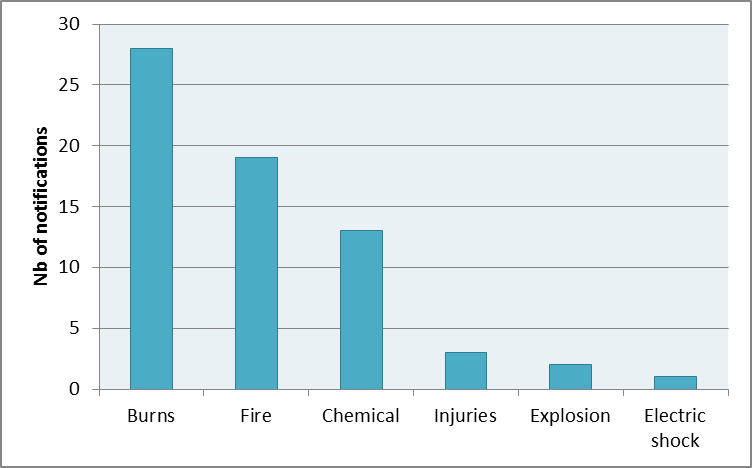 30
25
20
15
10
5
0
Nb of notifications
Burns
Fire
Chemical
Injuries
Explosion
Electric
shock